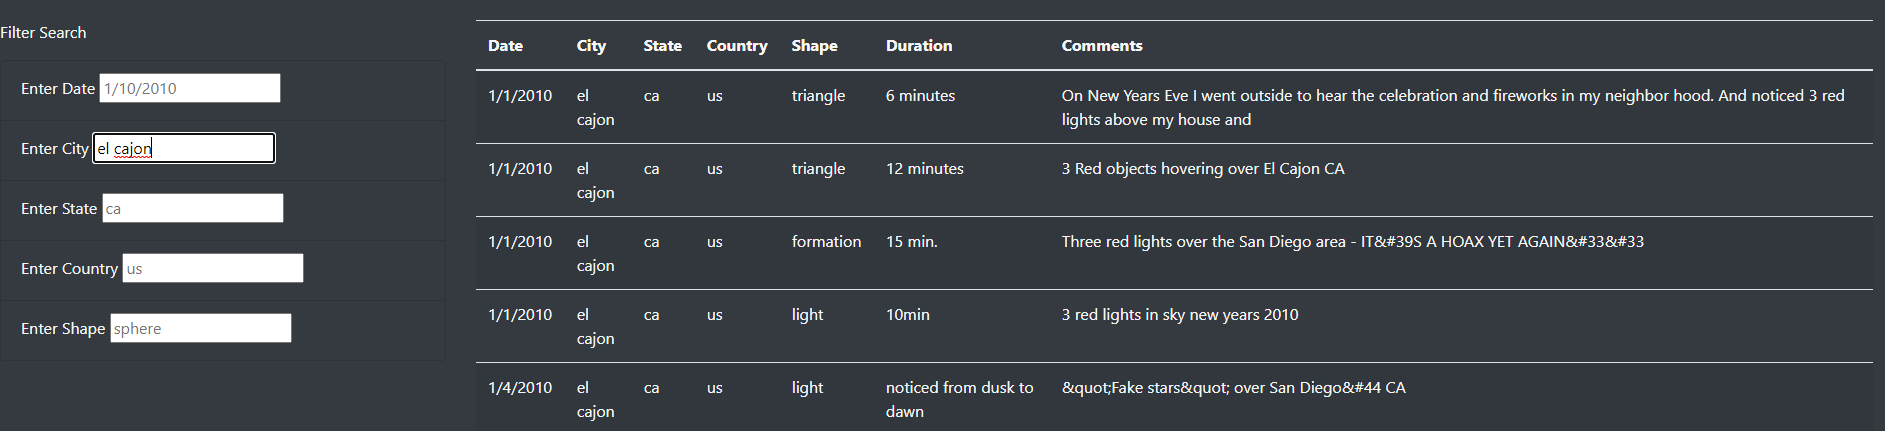 Filter Search
Enter Date 1/10/2010
Enter City el cajon
Enter State ca
Enter Country us
Enter Shape sphere
Date City State Country Shape Duration Comments
1/1/2010 el ca us triangle 6 minutes On New Years Eve I went outside to hear the celebration and fireworks in my neighbor hood. And noticed 3 red
cajon lights above my house and
1/1/2010 el ca us triangle 12 minutes 3 Red objects hovering over El Cajon CA
cajon
1/1/2010 el ca us formation 15 min. Three red lights over the San Diego area - IT&#39S A HOAX YET AGAIN&#33&#33
cajon
1/1/2010 el ca us light 10min 3 red lights in sky new years 2010
cajon
1/4/2010 el ca us light noticed from dusk to &quot;Fake stars&quot; over San Diego&#44 CA
cajon dawn